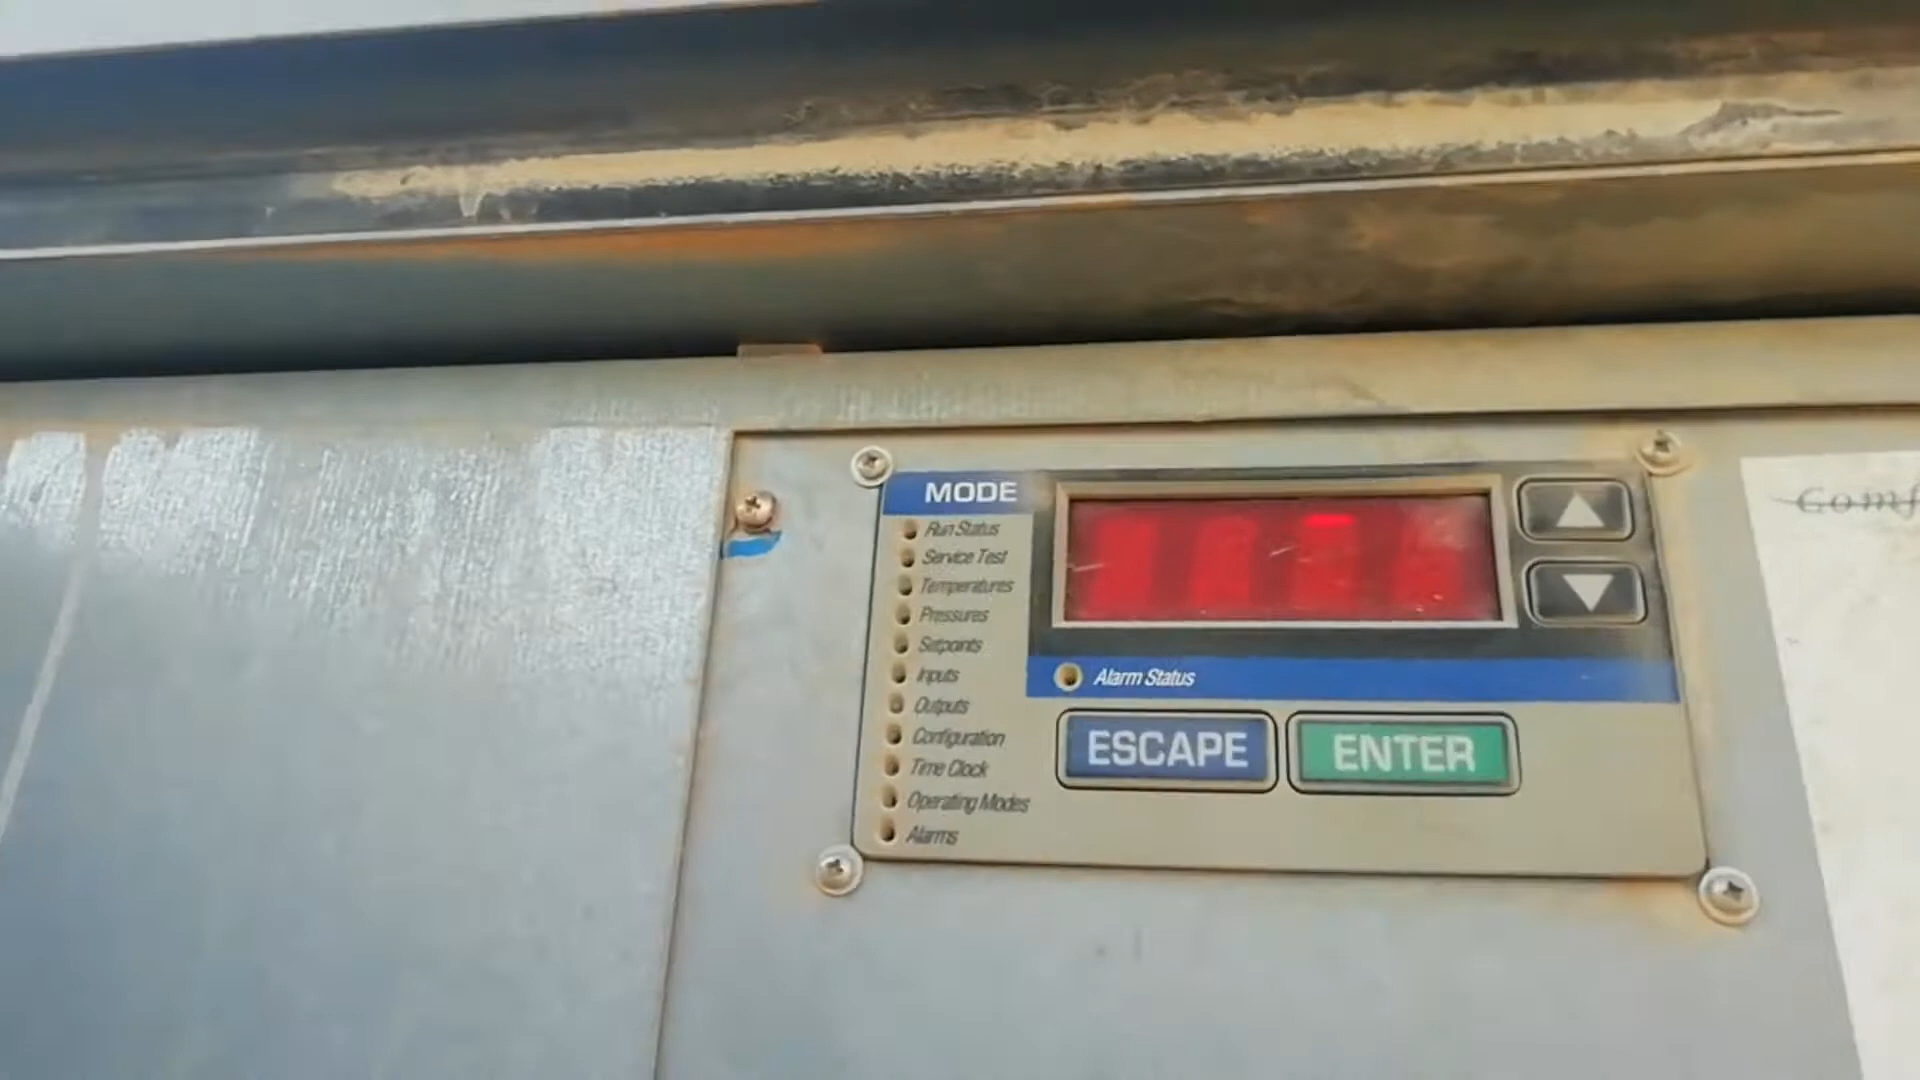 MODE
Run Status
Service Test
Temperatures
Pressures
Setpoints
Inputs
Outputs
Configuration
Time Clock
Operating Modes
Alarms
Alarm Status
ESCAPE
ENTER
Comf